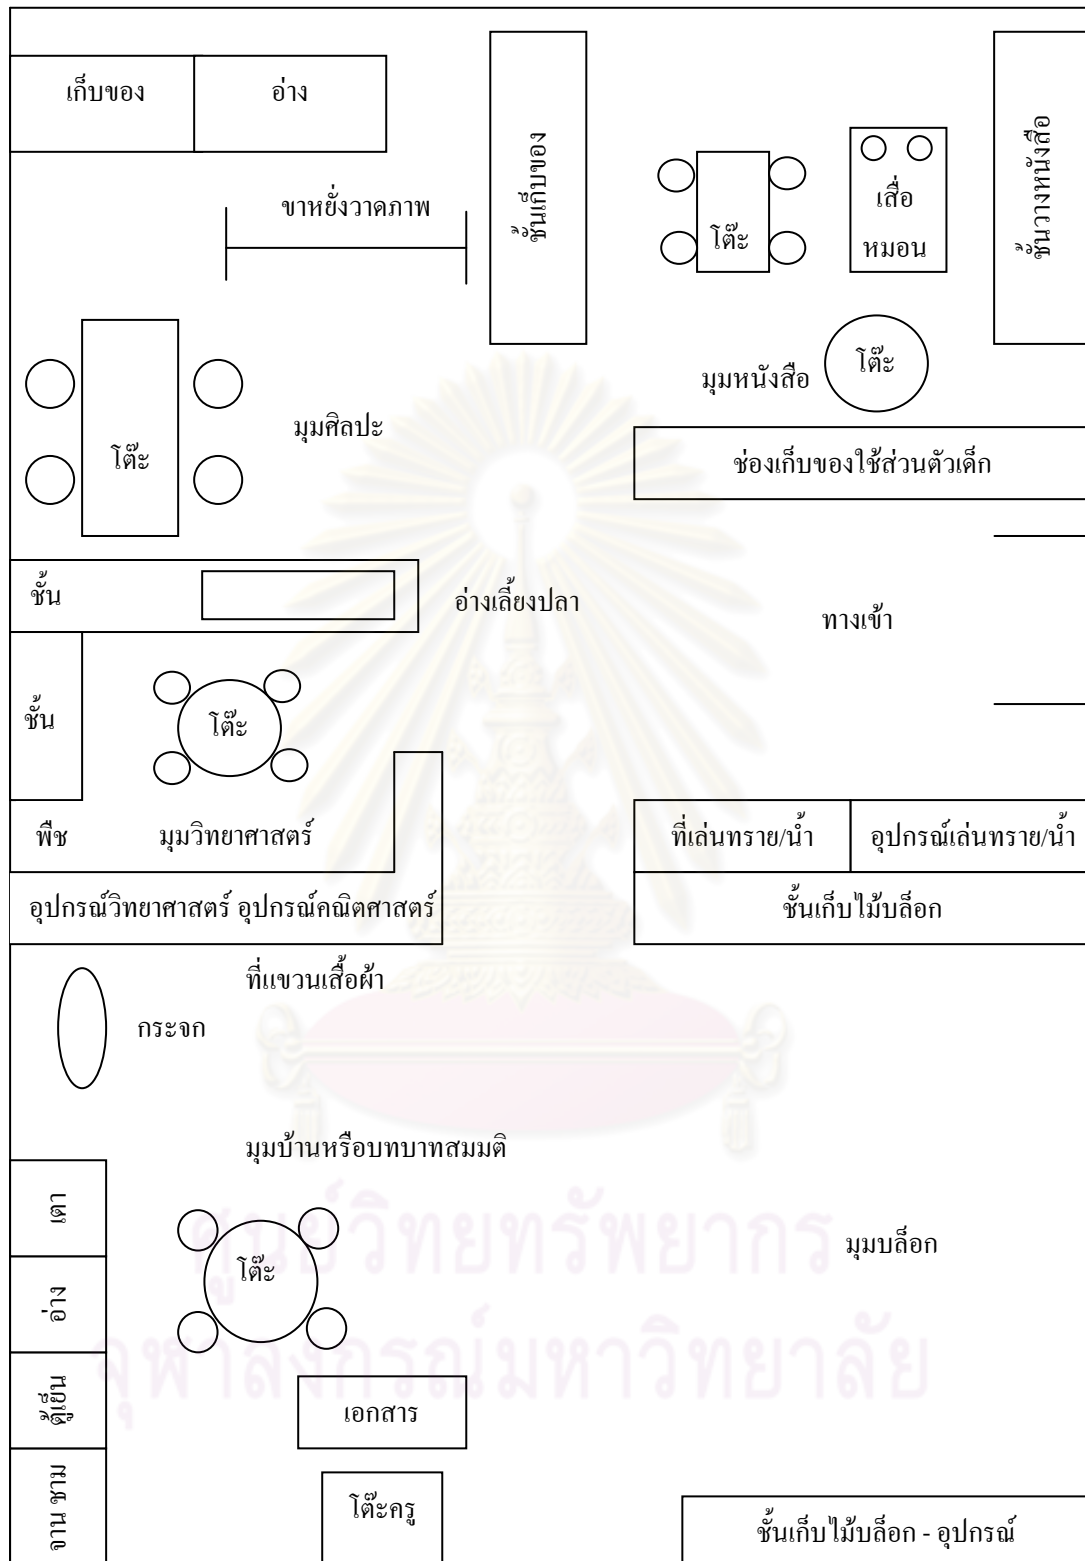 เก็บของ
อ่าง
ชั้นเก็บของ
ชั้นวางหนังสือ
ขาหยั่งวาดภาพ
โต๊ะ
เสื่อ
หมอน
มุมหนังสือ
โต๊ะ
มุมศิลปะ
โต๊ะ
ช่องเก็บของใช้ส่วนตัวเด็ก
ชั้น
อ่างเลี้ยงปลา
ทางเข้า
ชั้น
โต๊ะ
พืช
มุมวิทยาศาสตร์
ที่เล่นทราย/น้ำ
อุปกรณ์เล่นทราย/น้ำ
อุปกรณ์วิทยาศาสตร์ อุปกรณ์คณิตศาสตร์
ชั้นเก็บไม้บล็อก
ที่แขวนเสื้อผ้า
กระจก
มุมบ้านหรือบทบาทสมมติ
เตา
ศูนย์วิทยทรัพยากร
มุมบล็อก
โต๊ะ
อ่าง
จุฬาลงกรณ์มหาวิทยาลัย
ตู้เย็น
เอกสาร
จาน ชาม
โต๊ะครู
ชั้นเก็บไม้บล็อก - อุปกรณ์